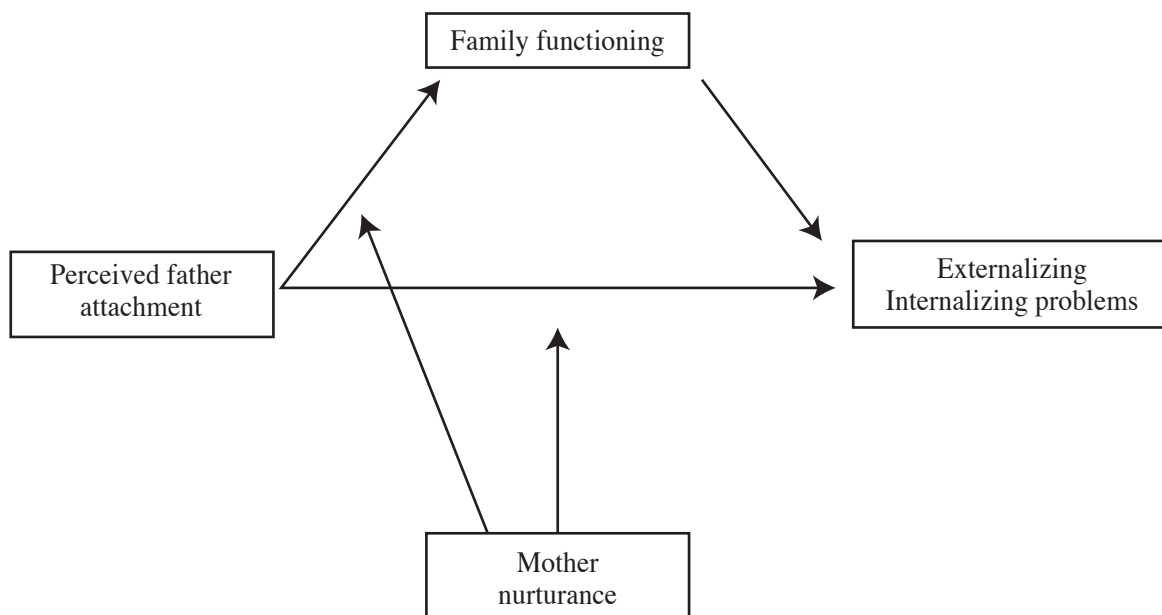 Family functioning
Perceived father
attachment
Externalizing
Internalizing problems
Mother
nurturance